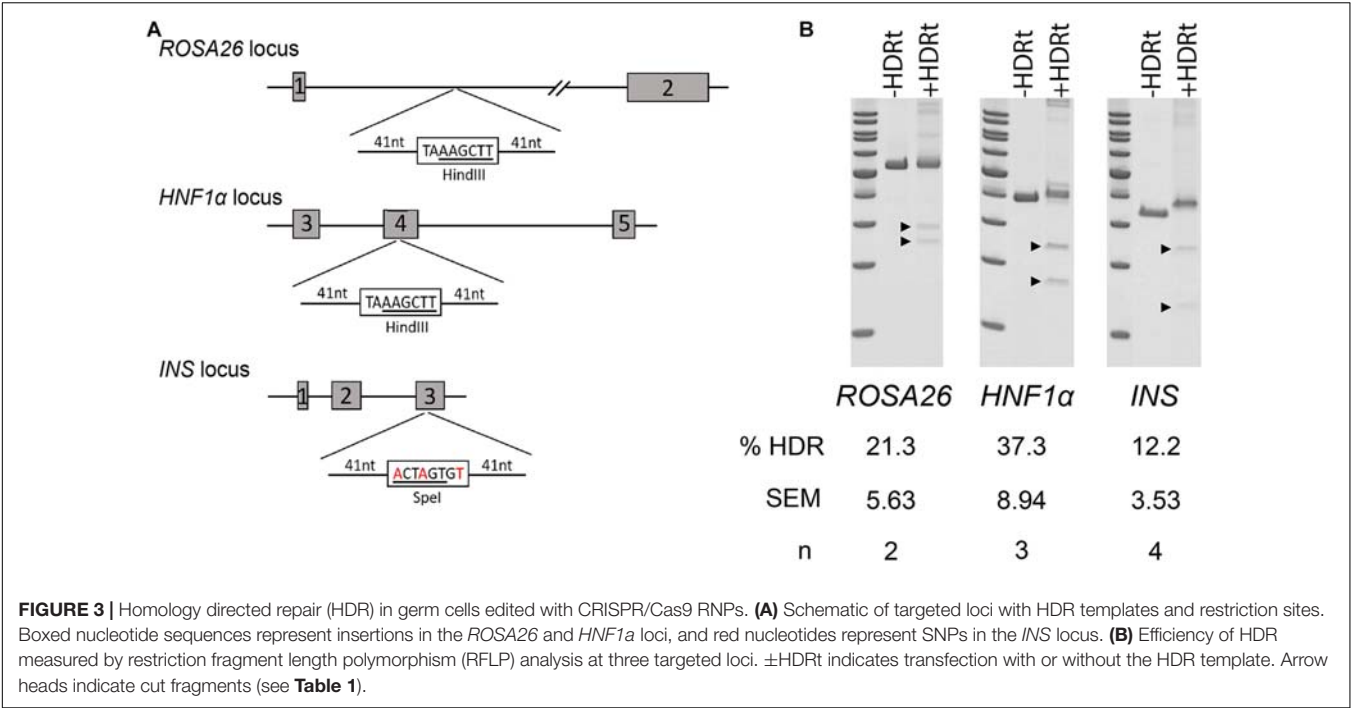 A
ROSA26 locus
1
2
41nt
TAAAGCTT
41nt
HindIII
HNF1α locus
3
4
5
41nt
TAAAGCTT
41nt
HindIII
INS locus
1
2
3
41nt
ACTAGTGT
41nt
SpeI
B
-HDRt
+HDRt
-HDRt
+HDRt
-HDRt
+HDRt
ROSA26 HNF1α INS
% HDR 21.3 37.3 12.2
SEM 5.63 8.94 3.53
n 2 3 4
FIGURE 3 | Homology directed repair (HDR) in germ cells edited with CRISPR/Cas9 RNPs. (A) Schematic of targeted loci with HDR templates and restriction sites.
Boxed nucleotide sequences represent insertions in the ROSA26 and HNF1a loci, and red nucleotides represent SNPs in the INS locus. (B) Efficiency of HDR
measured by restriction fragment length polymorphism (RFLP) analysis at three targeted loci. ±HDRt indicates transfection with or without the HDR template. Arrow
heads indicate cut fragments (see Table 1).